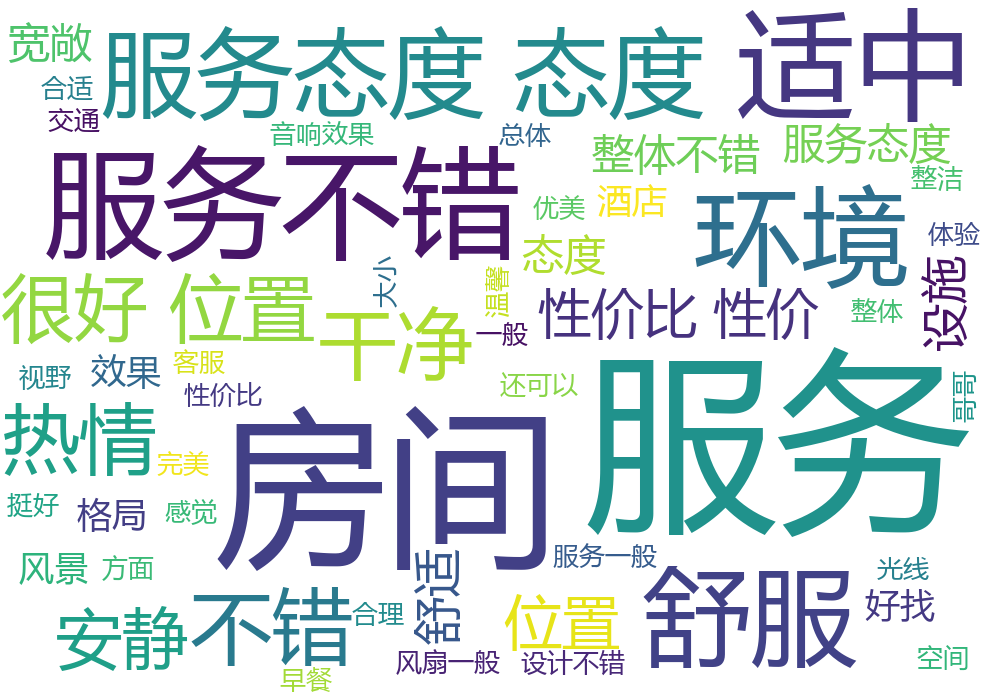 宽敞
服务态度
态度
适中
合适
交通
音响效果
总体
整体不错
服务态度
服务不错
优美
酒店
环境
整洁
体验
很好
位置
大小
温馨
态度
设施
干净
一般
性价比
性价
整体
视野
效果
客服
性价比
还可以
服务
哥哥
热情
完美
房间
挺好
格局
感觉
风景
方面
舒适
服务一般
舒服
光线
好找
安静
不错
合理
位置
风扇一般
设计不错
空间
早餐